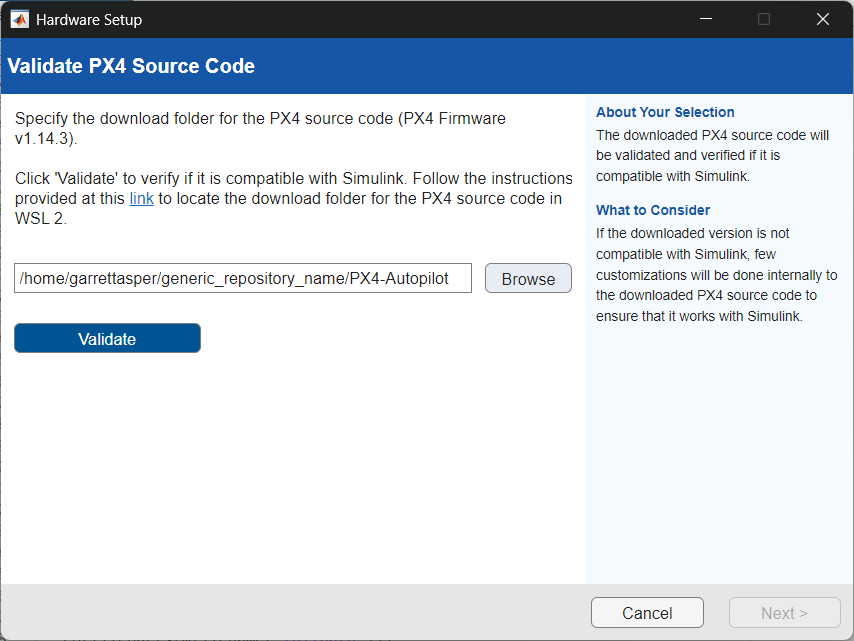 Hardware Setup
Validate PX4 Source Code
Specify the download folder for the PX4 source code (PX4 Firmware
v1.14.3).
Click 'Validate' to verify if it is compatible with Simulink. Follow the instructions
provided at this link to locate the download folder for the PX4 source code in
WSL 2.
/home/garrettasper/generic_repository_name/PX4-Autopilot
Browse
Validate
About Your Selection
The downloaded PX4 source code will
be validated and verified if it is
compatible with Simulink.
What to Consider
If the downloaded version is not
compatible with Simulink, few
customizations will be done internally to
the downloaded PX4 source code to
ensure that it works with Simulink.
Cancel
Next >